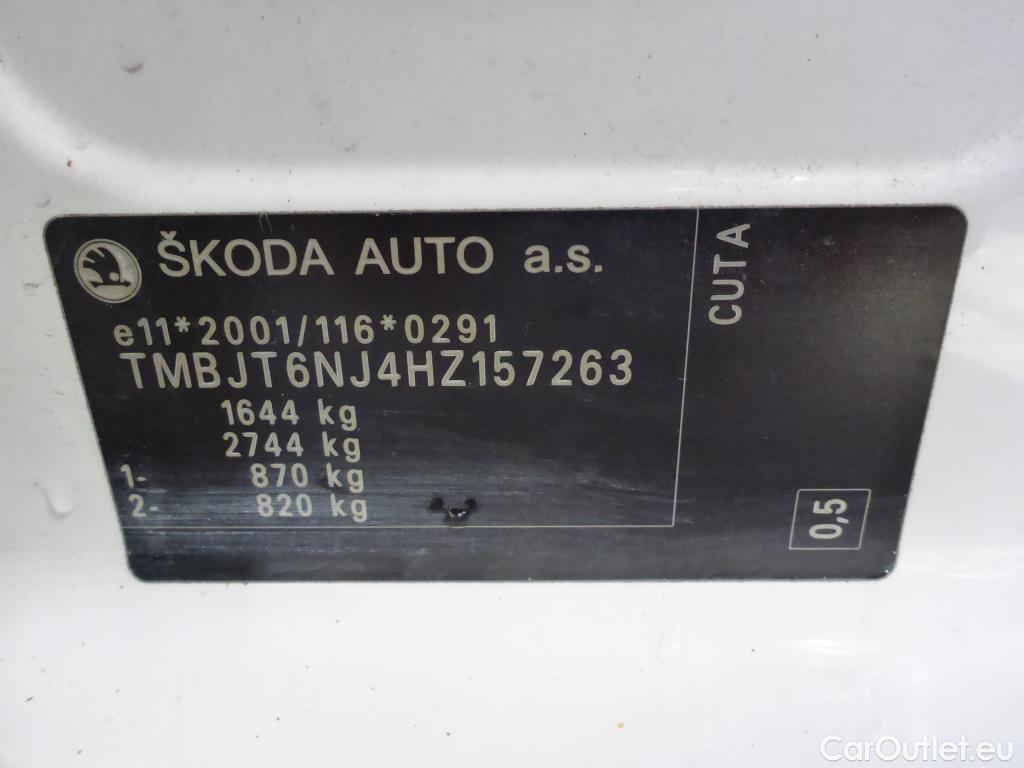 ŠKODA AUTO a.s.
e11*2001/116*0291
TMBJT6NJ4HZ157263
1644 kg
2744 kg
1- 870 kg
2- 820 kg
CUTA
0,5
CarOutlet.eu